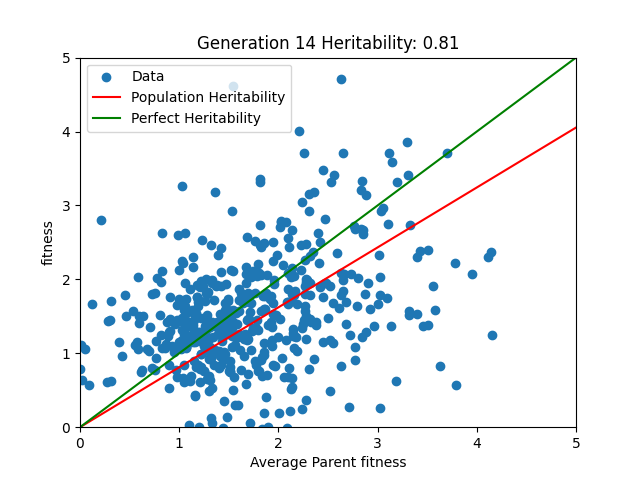 Generation 14 Heritability: 0.81
Data
Population Heritability
Perfect Heritability
fitness
5
4
3
2
1
0
0 1 2 3 4 5
Average Parent fitness